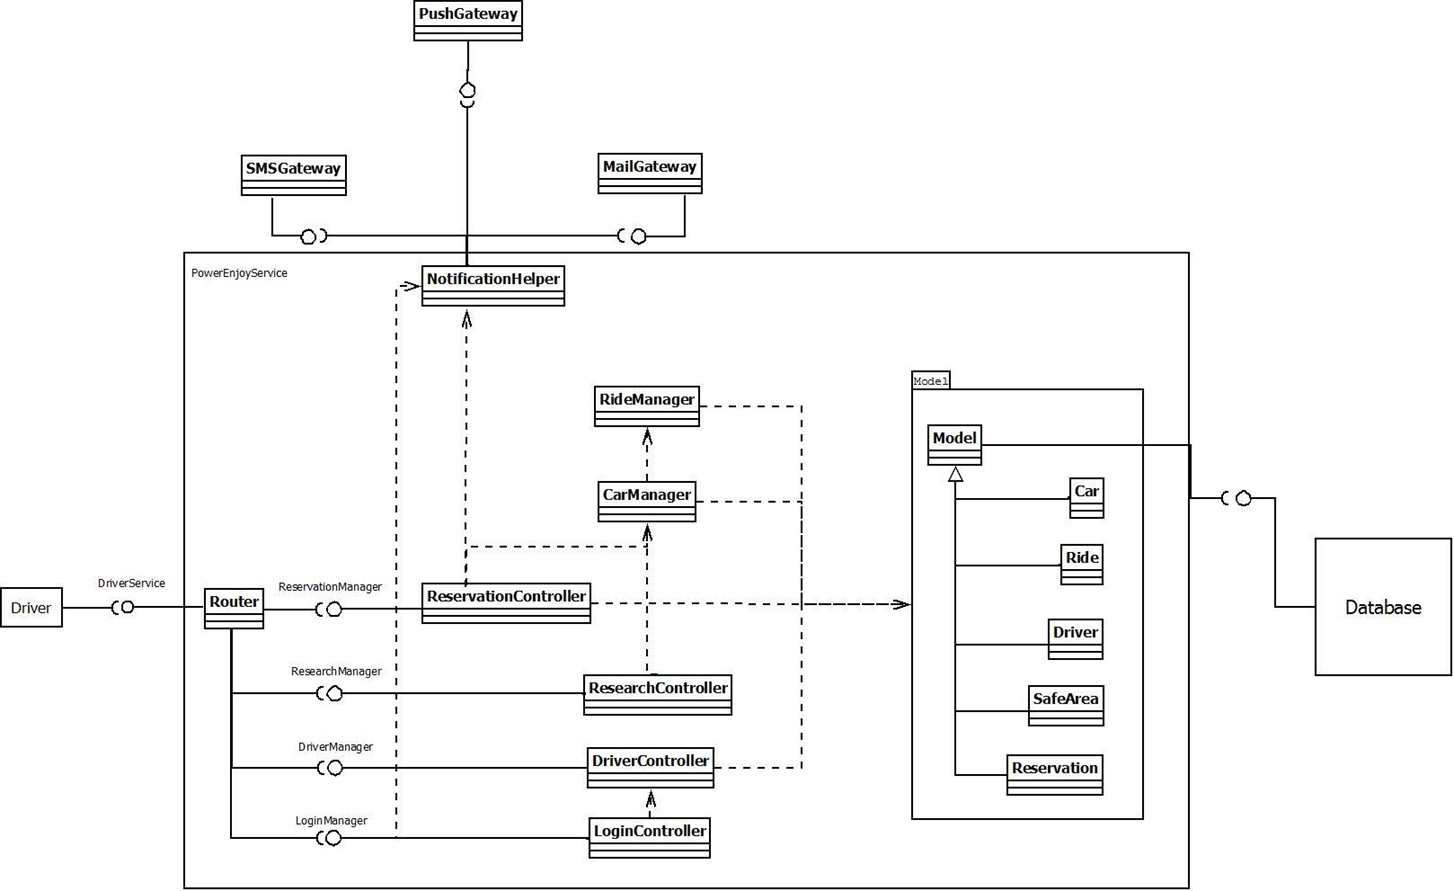 PushGateway
SMSGateway
MailGateway
PowerEnjoyService
NotificationHelper
Model
RideManager
Model
CarManager
Car
Ride
DriverService
ReservationManager
ReservationController
Router
Driver
Database
Driver
ResearchManager
ResearchController
SafeArea
DriverManager
DriverController
Reservation
LoginManager
LoginController